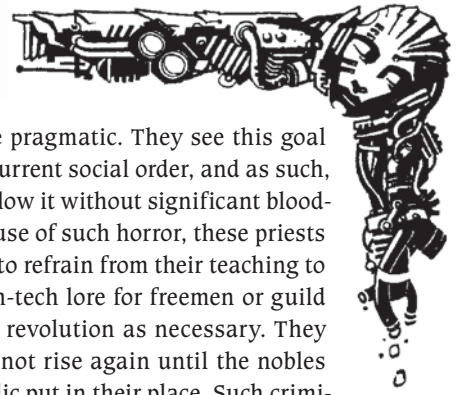 pragmatic. They see this goal
urrent social order, and as such,
low it without significant blood-
use of such horror, these priests
to refrain from their teaching to
-tech lore for freemen or guild
revolution as necessary. They
not rise again until the nobles
lic put in their place. Such crimi-